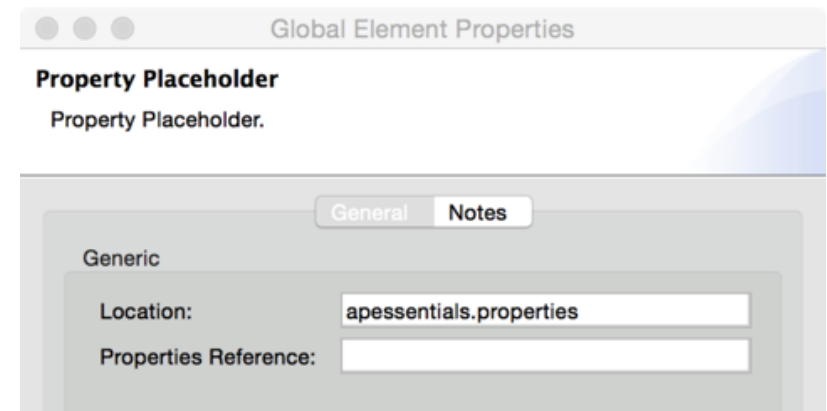 Global Element Properties
Property Placeholder
Property Placeholder.
General Notes
Generic
Location: apessentials.properties
Properties Reference: